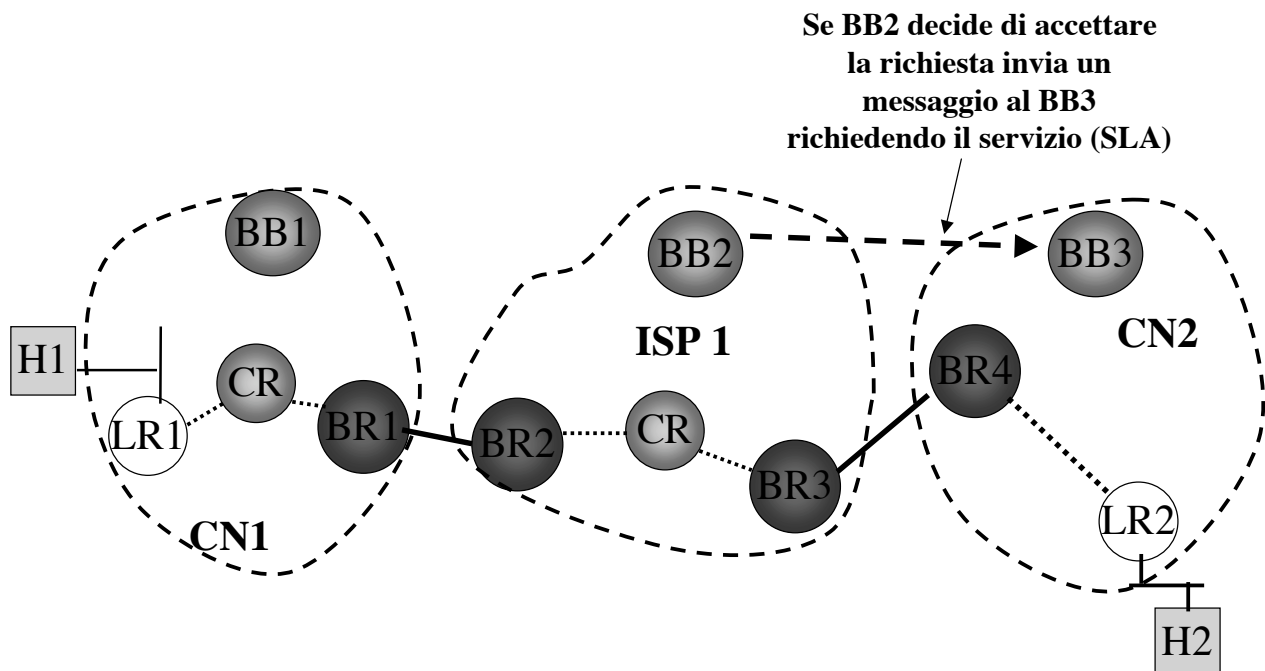 Se BB2 decide di accettare
la richiesta invia un
messaggio al BB3
richiedendo il servizio (SLA)
BB1
BB2
BB3
H1
CR
LR1
BR1
CN1
ISP 1
BR2
CR
BR3
CN2
BR4
LR2
H2